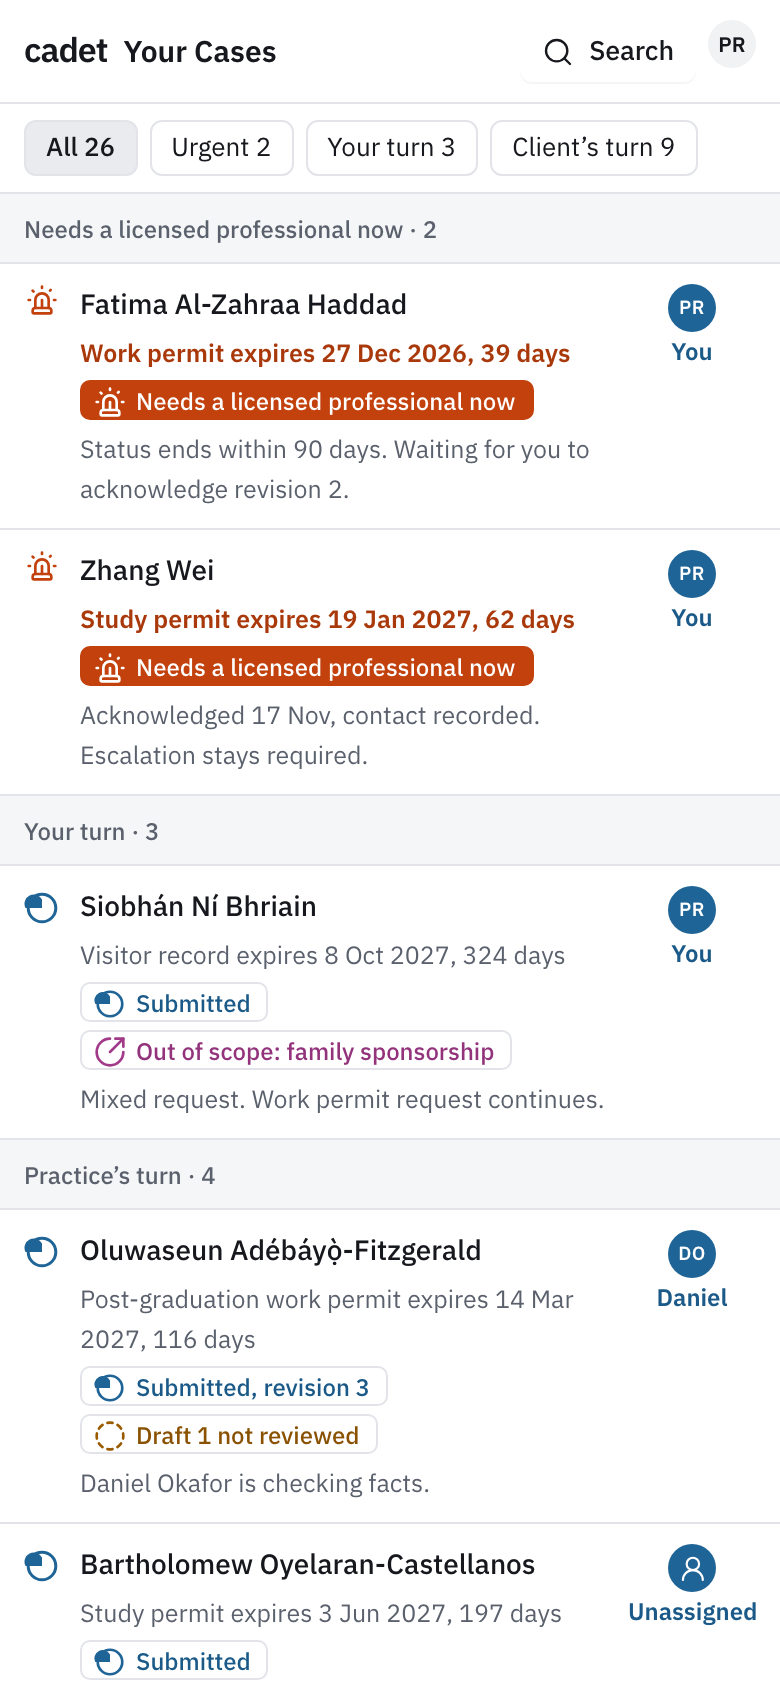 cadet Your Cases Search PR
All 26 Urgent 2 Your turn 3 Client’s turn 9
Needs a licensed professional now · 2
Fatima Al-Zahraa Haddad PR
Work permit expires 27 Dec 2026, 39 days You
Needs a licensed professional now
Status ends within 90 days. Waiting for you to
acknowledge revision 2.
Zhang Wei PR
Study permit expires 19 Jan 2027, 62 days You
Needs a licensed professional now
Acknowledged 17 Nov, contact recorded.
Escalation stays required.
Your turn · 3
Siobhán Ní Bhriain PR
Visitor record expires 8 Oct 2027, 324 days You
Submitted
Out of scope: family sponsorship
Mixed request. Work permit request continues.
Practice’s turn · 4
Oluwaseun Adébáyọ̀-Fitzgerald DO
Post-graduation work permit expires 14 Mar Daniel
2027, 116 days
Submitted, revision 3
Draft 1 not reviewed
Daniel Okafor is checking facts.
Bartholomew Oyelaran-Castellanos
Study permit expires 3 Jun 2027, 197 days Unassigned
Submitted